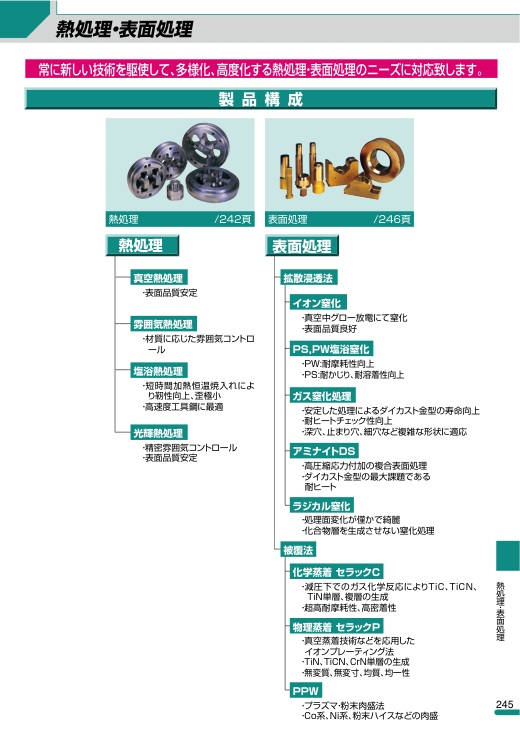 熱処理・表面処理
常に新しい技術を駆使して、多様化、高度化する熱処理・表面処理のニーズに対応致します。
製品構成
熱処理 /242頁
表面処理 /246頁
熱処理
真空熱処理
・表面品質安定
雰囲気熱処理
・材質に応じた雰囲気コントロ
ール
塩浴熱処理
・短時間加熱恒温焼入れによ
り靭性向上、歪極小
・高速度工具鋼に最適
光輝熱処理
・精密雰囲気コントロール
・表面品質安定
表面処理
拡散浸透法
イオン窒化
・真空中グロー放電にて窒化
・表面品質良好
PS,PW塩浴窒化
・PW:耐摩耗性向上
・PS:耐かじり、耐溶着性向上
ガス窒化処理
・安定した処理によるダイカスト金型の寿命向上
・耐ヒートチェック性向上
・深穴、止まり穴、細穴など複雑な形状に適応
アミナイトDS
・高圧縮応力付加の複合表面処理
・ダイカスト金型の最大課題である
耐ヒート
ラジカル窒化
・処理面変化が僅かで綺麗
・化合物層を生成させない窒化処理
被覆法
化学蒸着 セラックC
・減圧下でのガス化学反応によりTiC、TiCN、
TiN単層、複層の生成
・超高耐摩耗性、高密着性
物理蒸着 セラックP
・真空蒸着技術などを応用した
イオンプレーティング法
・TiN、TiCN、CrN単層の生成
・無変質、無変寸、均質、均一性
PPW
・プラズマ・粉末肉盛法
・Co系、Ni系、粉末ハイスなどの肉盛
熱処理・表面処理
245